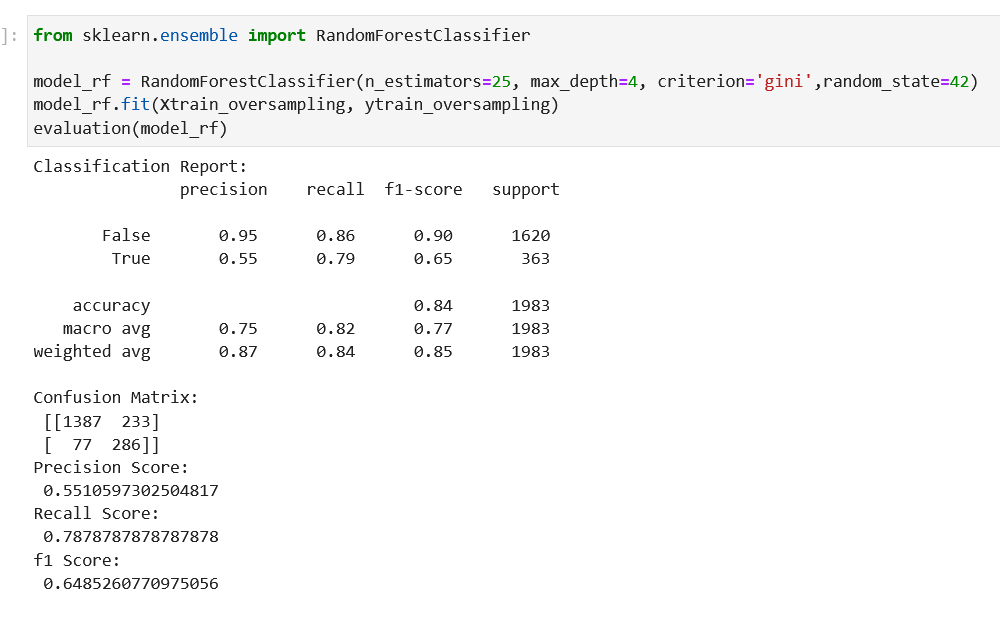 ]:
from sklearn.ensemble import RandomForestClassifier
model_rf = RandomForestClassifier(n_estimators=25, max_depth=4, criterion='gini',random_state=42)
model_rf.fit(Xtrain_oversampling, ytrain_oversampling)
evaluation(model_rf)
Classification Report:
precision recall f1-score support
False 0.95 0.86 0.90 1620
True 0.55 0.79 0.65 363
accuracy 0.84 1983
macro avg 0.75 0.82 0.77 1983
weighted avg 0.87 0.84 0.85 1983
Confusion Matrix:
[[1387 233]
[ 77 286]]
Precision Score:
0.5510597302504817
Recall Score:
0.7878787878787878
f1 Score:
0.6485260770975056